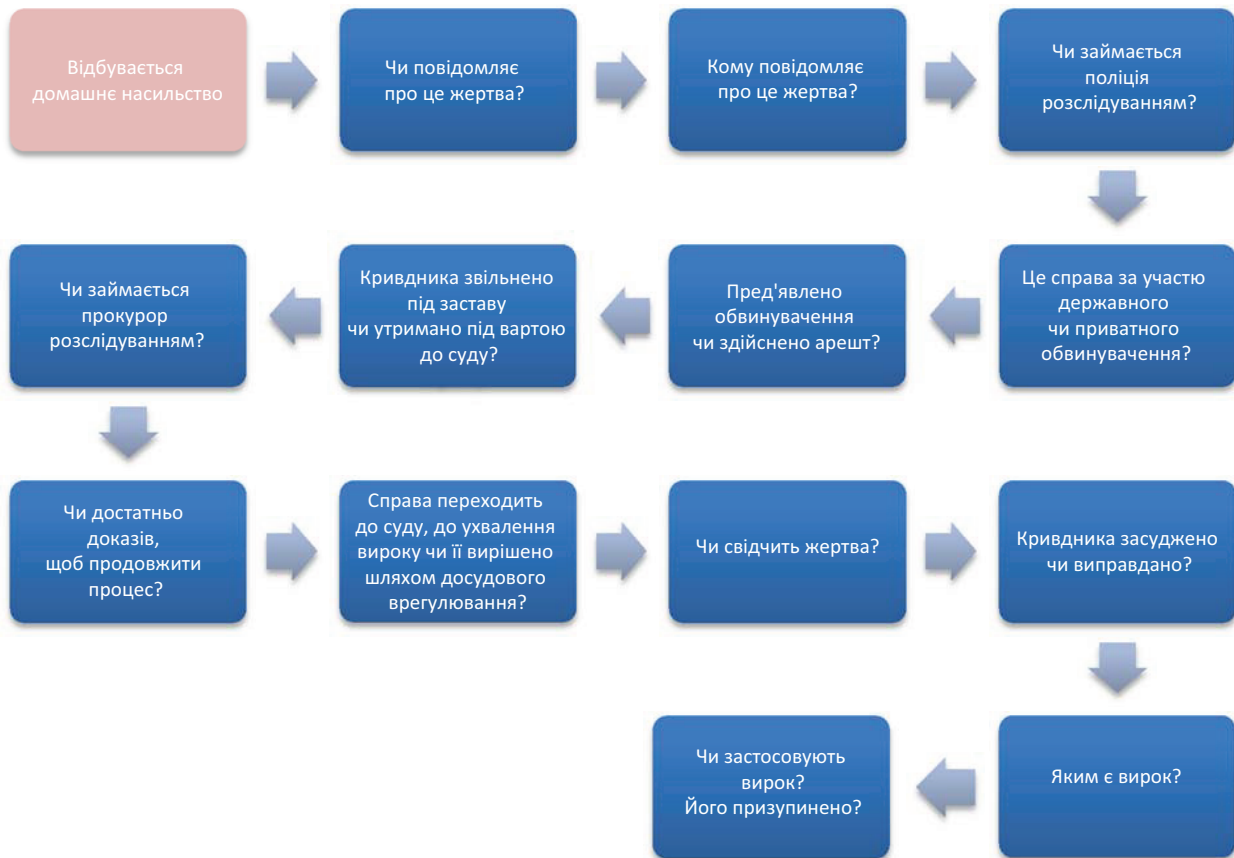 Відбувається
домашнє насильство
Чи повідомляє
про це жертва?
Кому повідомляє
про це жертва?
Чи займається
поліція
розслідуванням?
Це справа за участю
державного
чи приватного
обвинувачення?
Пред'явлено
обвинувачення
чи здійснено арешт?
Кривдника звільнено
під заставу
чи утримано під вартою
до суду?
Чи займається
прокурор
розслідуванням?
Чи достатньо
доказів,
щоб продовжити
процес?
Справа переходить
до суду, до ухвалення
вироку чи її вирішено
шляхом досудового
врегулювання?
Чи свідчить жертва?
Кривдника засуджено
чи виправдано?
Яким є вирок?
Чи застосовують
вирок?
Його призупинено?